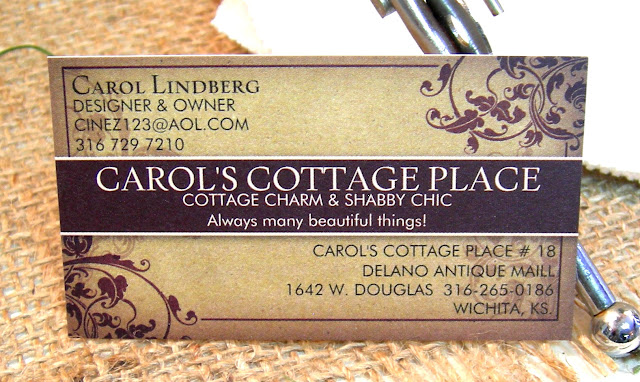 CAROL LINDBERG
DESIGNER & OWNER
CINEZ123@AOL.COM
316 729 7210
CAROL'S COTTAGE PLACE
COTTAGE CHARM & SHABBY CHIC
Always many beautiful things!
CAROL'S COTTAGE PLACE # 18
DELANO ANTIQUE MAILL
1642 W. DOUGLAS 316-265-0186
WICHITA, KS.